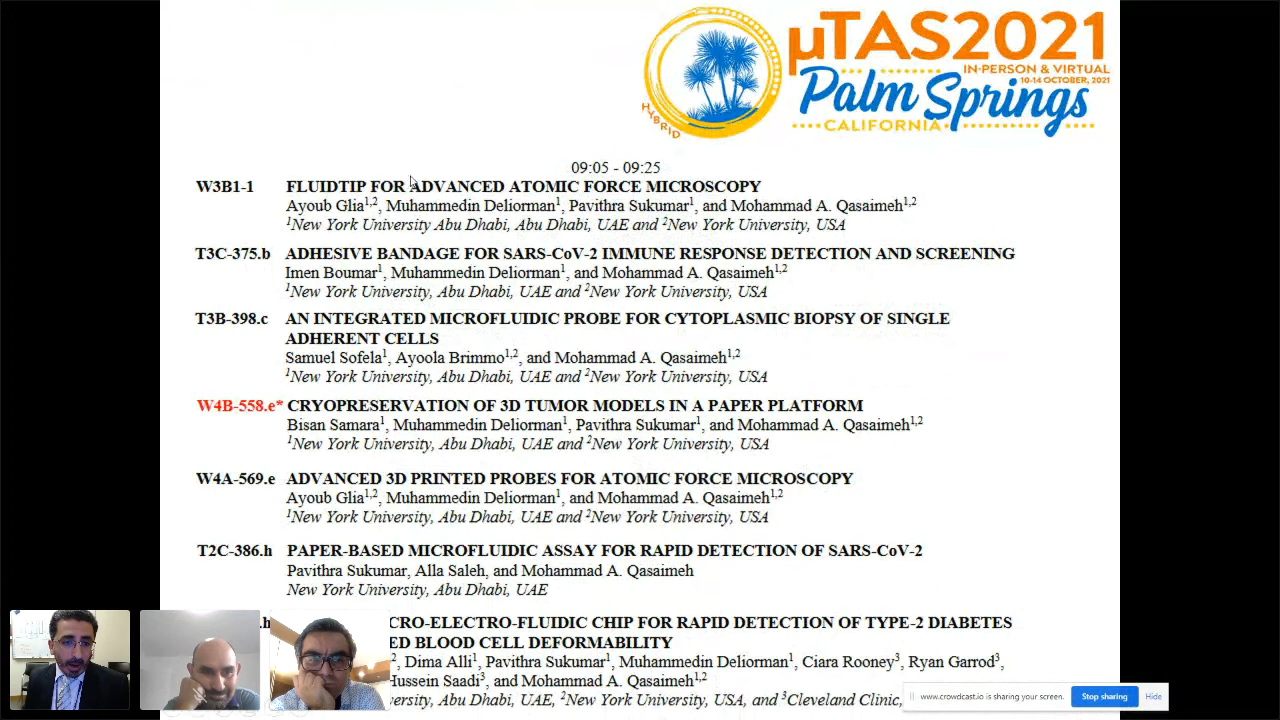 µTAS2021
IN-PERSON & VIRTUAL
10-14 OCTOBER, 2021
Palm Springs
CALIFORNIA
HYBRID
09:05 - 09:25
W3B1-1 FLUIDTIP FOR ADVANCED ATOMIC FORCE MICROSCOPY
Ayoub Glia1,2, Muhammedin Deliorman1, Pavithra Sukumar1, and Mohammad A. Qasaimeh1,2
1New York University Abu Dhabi, Abu Dhabi, UAE and 2New York University, USA
T3C-375.b ADHESIVE BANDAGE FOR SARS-CoV-2 IMMUNE RESPONSE DETECTION AND SCREENING
Imen Boumar1, Muhammedin Deliorman1, and Mohammad A. Qasaimeh1,2
1New York University, Abu Dhabi, UAE and 2New York University, USA
T3B-398.c AN INTEGRATED MICROFLUIDIC PROBE FOR CYTOPLASMIC BIOPSY OF SINGLE
ADHERENT CELLS
Samuel Sofela1, Ayoola Brimmo1,2, and Mohammad A. Qasaimeh1,2
1New York University, Abu Dhabi, UAE and 2New York University, USA
W4B-558.e* CRYOPRESERVATION OF 3D TUMOR MODELS IN A PAPER PLATFORM
Bisan Samara1, Muhammedin Deliorman1, Pavithra Sukumar1, and Mohammad A. Qasaimeh1,2
1New York University, Abu Dhabi, UAE and 2New York University, USA
W4A-569.e ADVANCED 3D PRINTED PROBES FOR ATOMIC FORCE MICROSCOPY
Ayoub Glia1,2, Muhammedin Deliorman1, and Mohammad A. Qasaimeh1,2
1New York University, Abu Dhabi, UAE and 2New York University, USA
T2C-386.h PAPER-BASED MICROFLUIDIC ASSAY FOR RAPID DETECTION OF SARS-CoV-2
Pavithra Sukumar, Alla Saleh, and Mohammad A. Qasaimeh
New York University, Abu Dhabi, UAE
.h CRO-ELECTRO-FLUIDIC CHIP FOR RAPID DETECTION OF TYPE-2 DIABETES
ED BLOOD CELL DEFORMABILITY
2, Dima Alli1, Pavithra Sukumar1, Muhammedin Deliorman1, Ciara Rooney3, Ryan Garrod3,
Hussein Saadi3, and Mohammad A. Qasaimeh1,2
versity, Abu Dhabi, UAE, 2New York University, USA, and 3Cleveland Clinic,
www.crowdcast.io is sharing your screen. Stop sharing Hide